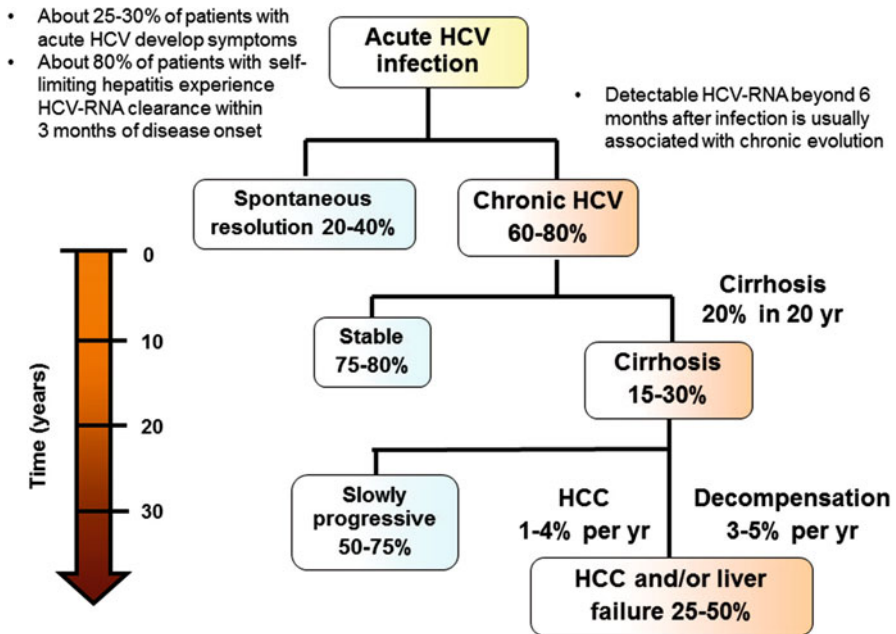 • About 25-30% of patients with
acute HCV develop symptoms
• About 80% of patients with self-
limiting hepatitis experience
HCV-RNA clearance within
3 months of disease onset
Acute HCV
infection
• Detectable HCV-RNA beyond 6
months after infection is usually
associated with chronic evolution
Spontaneous
resolution 20-40%
Chronic HCV
60-80%
Time (years)
0
10
20
30
Cirrhosis
20% in 20 yr
Stable
75-80%
Cirrhosis
15-30%
Slowly
progressive
50-75%
HCC
1-4% per yr
Decompensation
3-5% per yr
HCC and/or liver
failure 25-50%